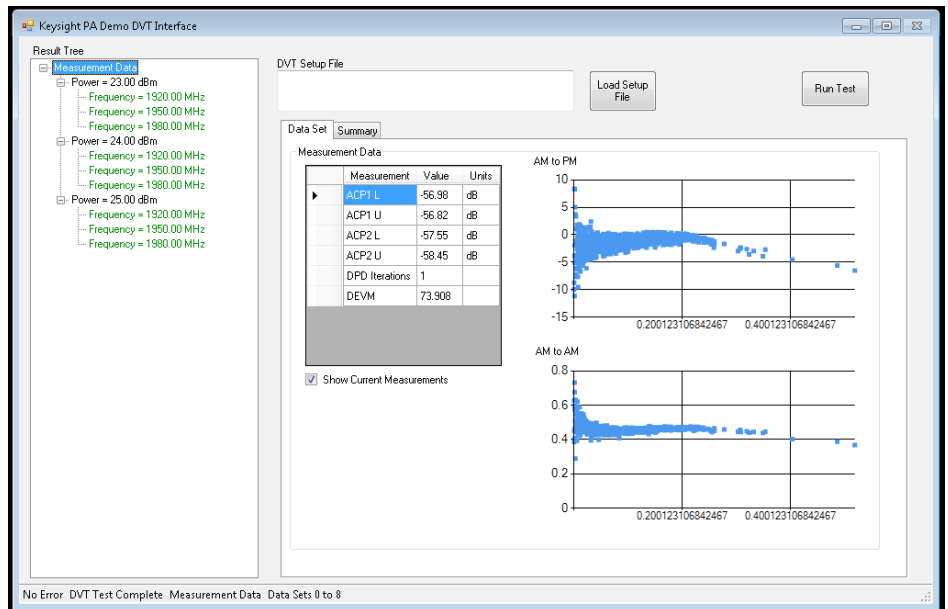 Keysight PA Demo DVT Interface
Result Tree
Measurement Data
Power = 23.00 dBm
Frequency = 1920.00 MHz
Frequency = 1950.00 MHz
Frequency = 1980.00 MHz
Power = 24.00 dBm
Frequency = 1920.00 MHz
Frequency = 1950.00 MHz
Frequency = 1980.00 MHz
Power = 25.00 dBm
Frequency = 1920.00 MHz
Frequency = 1950.00 MHz
Frequency = 1980.00 MHz
DVT Setup File
Load Setup
File
Run Test
Data Set Summary
Measurement Data
Measurement Value Units
ACP1 L -56.98 dB
ACP1 U -56.82 dB
ACP2 L -57.55 dB
ACP2 U -58.45 dB
DPD Iterations 1
DEVM 73.908
Show Current Measurements
AM to PM
10
5
0
-5
-10
-15
0.200123106842467 0.400123106842467
AM to AM
0.8
0.6
0.4
0.2
0
0.200123106842467 0.400123106842467
No Error DVT Test Complete Measurement Data Data Sets 0 to 8